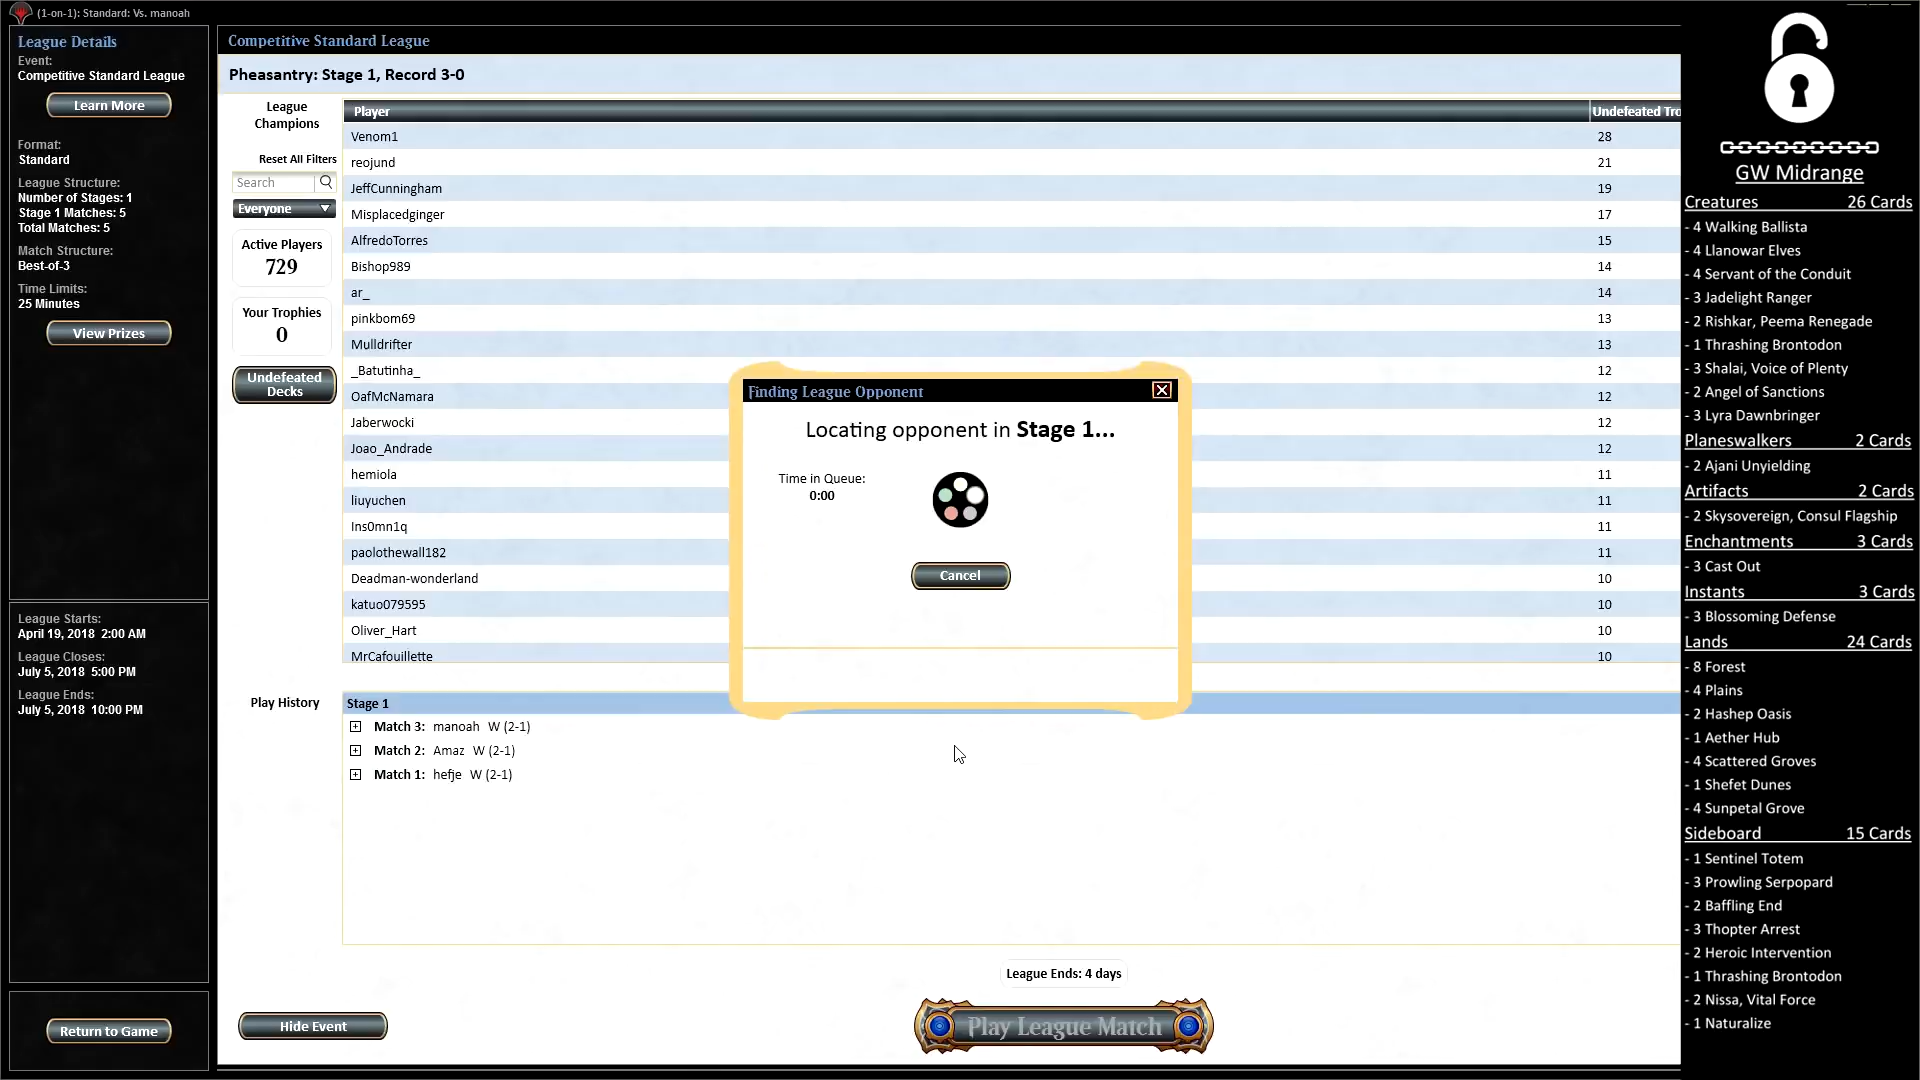 (1-on-1): Standard: Vs. manoah
League Details
Event:
Competitive Standard League
Learn More
Format:
Standard
League Structure:
Number of Stages: 1
Stage 1 Matches: 5
Total Matches: 5
Match Structure:
Best-of-3
Time Limits:
25 Minutes
View Prizes
League Starts:
April 19, 2018 2:00 AM
League Closes:
July 5, 2018 5:00 PM
League Ends:
July 5, 2018 10:00 PM
Return to Game
Competitive Standard League
Pheasantry: Stage 1, Record 3-0
League
Champions
Reset All Filters
Search
Everyone
Active Players
729
Your Trophies
0
Undefeated
Decks
Player Undefeated Tro
Venom1 28
reojund 21
JeffCunningham 19
Misplacedginger 17
AlfredoTorres 15
Bishop989 14
ar_ 14
pinkbom69 13
Mulldrifter 13
_Batutinha_ 12
OafMcNamara 12
Jaberwocki 12
Joao_Andrade 12
hemiola 11
liuyuchen 11
Ins0mn1q 11
paolothewall182 11
Deadman-wonderland 10
katuo079595 10
Oliver_Hart 10
MrCafouillette 10
Finding League Opponent
Locating opponent in Stage 1...
Time in Queue:
0:00
Cancel
Play History
Stage 1
Match 3: manoah W (2-1)
Match 2: Amaz W (2-1)
Match 1: hefje W (2-1)
League Ends: 4 days
Hide Event
Play League Match
GW Midrange
Creatures 26 Cards
- 4 Walking Ballista
- 4 Llanowar Elves
- 4 Servant of the Conduit
- 3 Jadelight Ranger
- 2 Rishkar, Peema Renegade
- 1 Thrashing Brontodon
- 3 Shalai, Voice of Plenty
- 2 Angel of Sanctions
- 3 Lyra Dawnbringer
Planeswalkers 2 Cards
- 2 Ajani Unyielding
Artifacts 2 Cards
- 2 Skysovereign, Consul Flagship
Enchantments 3 Cards
- 3 Cast Out
Instants 3 Cards
- 3 Blossoming Defense
Lands 24 Cards
- 8 Forest
- 4 Plains
- 2 Hashep Oasis
- 1 Aether Hub
- 4 Scattered Groves
- 1 Shefet Dunes
- 4 Sunpetal Grove
Sideboard 15 Cards
- 1 Sentinel Totem
- 3 Prowling Serpopard
- 2 Baffling End
- 3 Thopter Arrest
- 2 Heroic Intervention
- 1 Thrashing Brontodon
- 2 Nissa, Vital Force
- 1 Naturalize